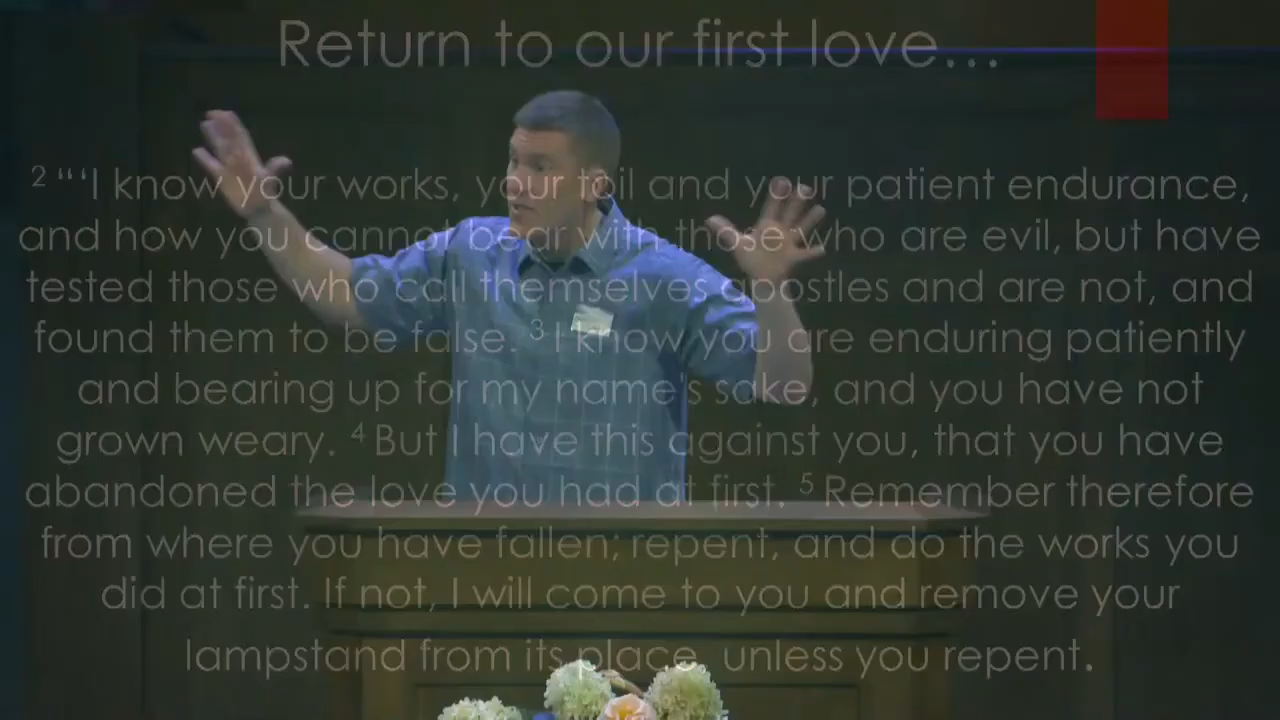 Return to our first love…
2 “‘I know your works, your toil and your patient endurance,
and how you cannot bear with those who are evil, but have
tested those who call themselves apostles and are not, and
found them to be false. 3 I know you are enduring patiently
and bearing up for my name's sake, and you have not
grown weary. 4 But I have this against you, that you have
abandoned the love you had at first. 5 Remember therefore
from where you have fallen; repent, and do the works you
did at first. If not, I will come to you and remove your
lampstand from its place, unless you repent.